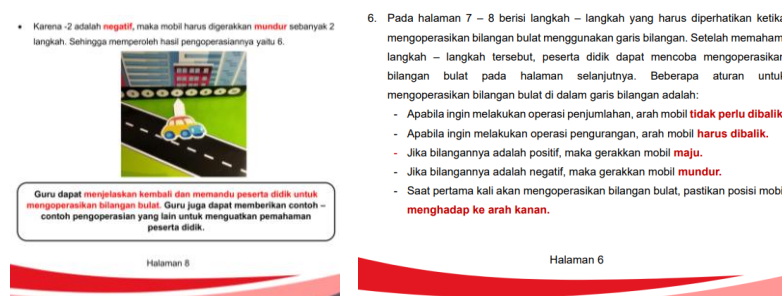 • Karena -2 adalah negatif, maka mobil harus digerakkan mundur sebanyak 2
langkah. Sehingga memperoleh hasil pengoperasiannya yaitu 6.
Guru dapat menjelaskan kembali dan memandu peserta didik untuk
mengoperasikan bilangan bulat. Guru juga dapat memberikan contoh –
contoh pengoperasian yang lain untuk menguatkan pemahaman
peserta didik.
Halaman 8
6. Pada halaman 7 – 8 berisi langkah – langkah yang harus diperhatikan ketika
mengoperasikan bilangan bulat menggunakan garis bilangan. Setelah memaham
langkah – langkah tersebut, peserta didik dapat mencoba mengoperasikan
bilangan bulat pada halaman selanjutnya. Beberapa aturan untuk
mengoperasikan bilangan bulat di dalam garis bilangan adalah:
- Apabila ingin melakukan operasi penjumlahan, arah mobil tidak perlu dibalik
- Apabila ingin melakukan operasi pengurangan, arah mobil harus dibalik.
- Jika bilangannya adalah positif, maka gerakkan mobil maju.
- Jika bilangannya adalah negatif, maka gerakkan mobil mundur.
- Saat pertama kali akan mengoperasikan bilangan bulat, pastikan posisi mobi
menghadap ke arah kanan.
Halaman 6